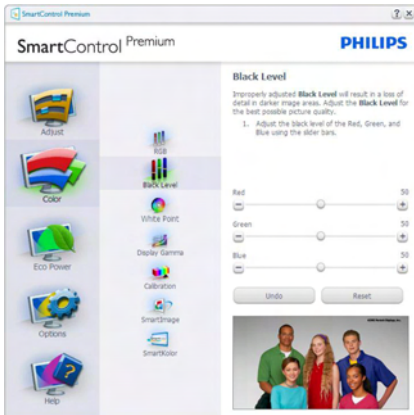 SmartControl Premium
SmartControl Premium
PHILIPS
Adjust
Color
Eco Power
Options
Help
RGB
Black Level
White Point
Display Gamma
Calibration
SmartImage
SmartKolor
Black Level
Improperly adjusted Black Level will result in a loss of
detail in darker image areas. Adjust the Black Level for
the best possible picture quality.
1. Adjust the black level of the Red, Green, and
Blue using the slider bars.
Red 50
Green 50
Blue 50
Undo Reset